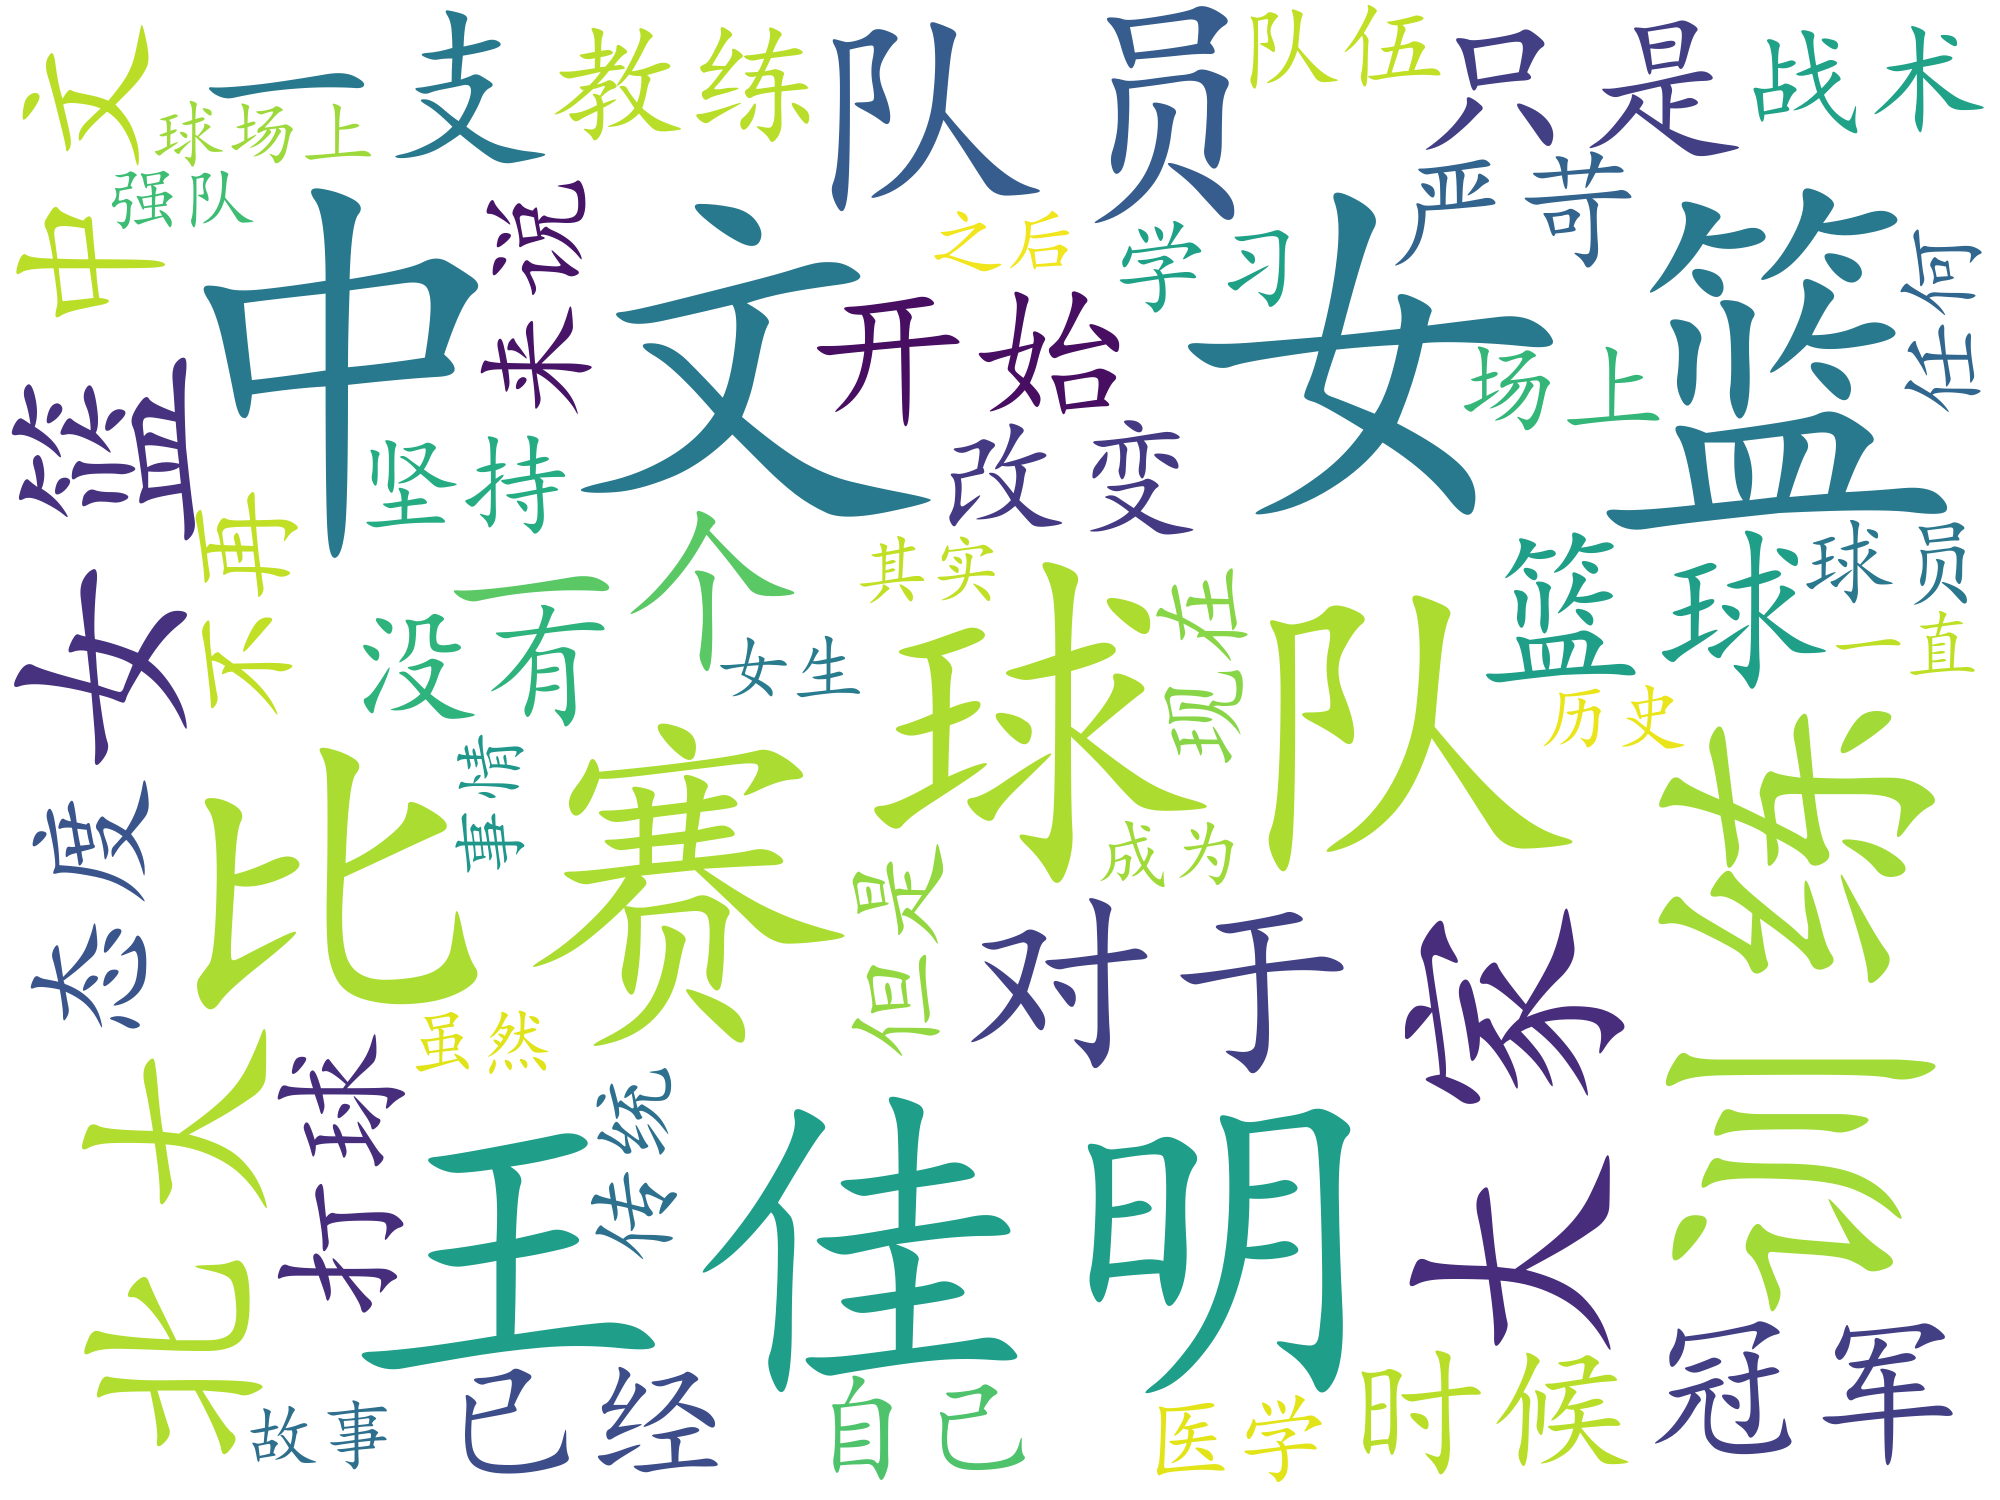 中文
一支
教练
队员
队伍
只是
战术
球场上
强队
来说
中文女篮
之后
学习
严苛
任何
开始
场上
女篮
坚持
改变
不再
一个
其实
篮球
球员
没有
女生
球队
现在
一直
历史
比赛
事情
成为
苏州
态度
但是
对于
大家
北大
虽然
打球
传统
王佳明
冠军
故事
已经
自己
医学
时候